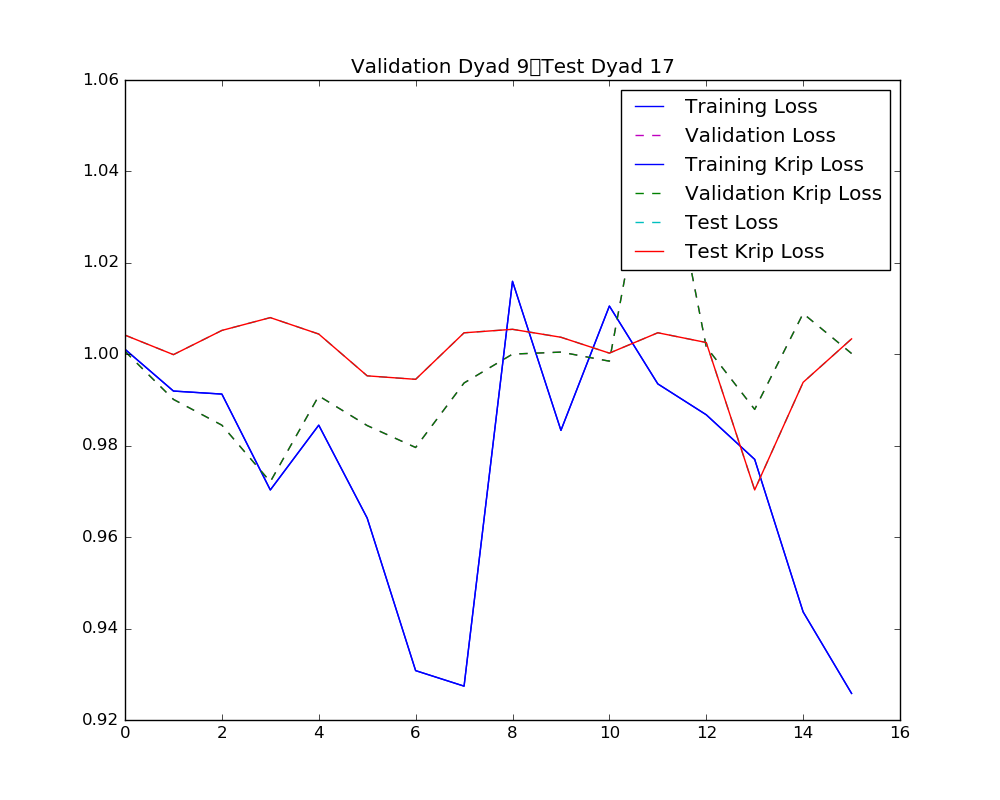 Validation Dyad 9▯Test Dyad 17
1.06
1.04
1.02
1.00
0.98
0.96
0.94
0.92
0 2 4 6 8 10 12 14 16
Training Loss
Validation Loss
Training Krip Loss
Validation Krip Loss
Test Loss
Test Krip Loss